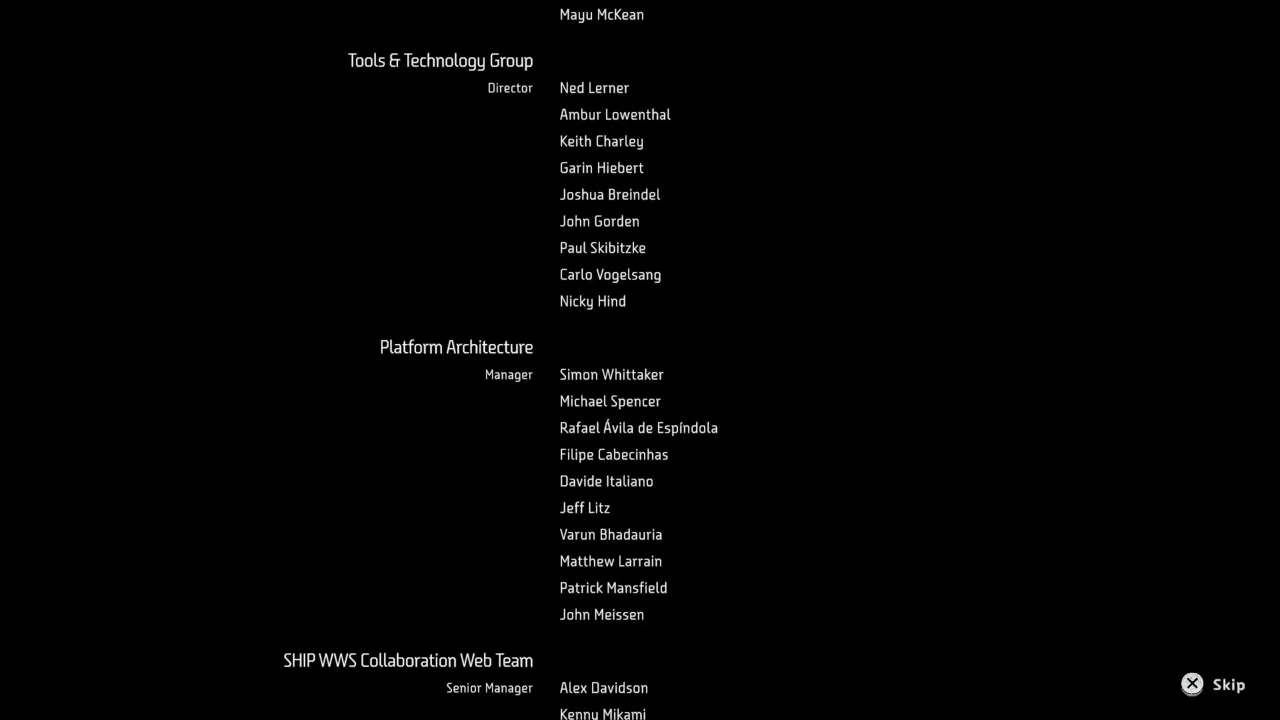 Mayu McKean
Tools & Technology Group
Director Ned Lerner
Ambur Lowenthal
Keith Charley
Garin Hiebert
Joshua Breindel
John Gorden
Paul Skibitzke
Carlo Vogelsang
Nicky Hind
Platform Architecture
Manager Simon Whittaker
Michael Spencer
Rafael Ávila de Espíndola
Filipe Cabecinhas
Davide Italiano
Jeff Litz
Varun Bhadauria
Matthew Larrain
Patrick Mansfield
John Meissen
SHIP WWS Collaboration Web Team
Senior Manager Alex Davidson
Kenny Mikami
Skip